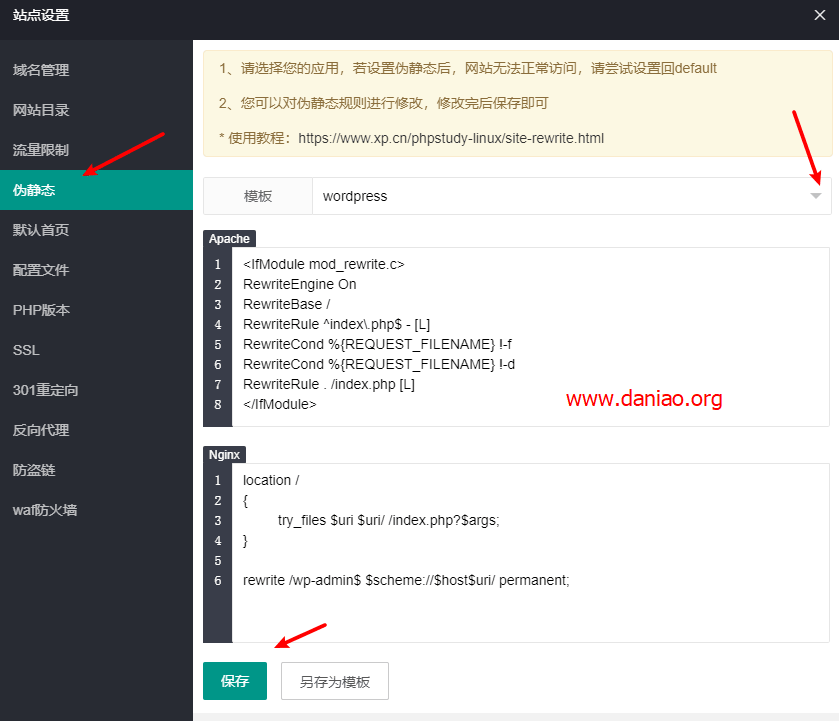 站点设置
域名管理
网站目录
流量限制
伪静态
默认首页
配置文件
PHP版本
SSL
301重定向
反向代理
防盗链
waf防火墙
1、请选择您的应用，若设置伪静态后，网站无法正常访问，请尝试设置回default
2、您可以对伪静态规则进行修改，修改完后保存即可
* 使用教程：https://www.xp.cn/phpstudy-linux/site-rewrite.html
模板 wordpress
Apache
1 <IfModule mod_rewrite.c>
2 RewriteEngine On
3 RewriteBase /
4 RewriteRule ^index\.php$ - [L]
5 RewriteCond %{REQUEST_FILENAME} !-f
6 RewriteCond %{REQUEST_FILENAME} !-d
7 RewriteRule . /index.php [L]
8 </IfModule>
www.daniao.org
Nginx
1 location /
2 {
3 try_files $uri $uri/ /index.php?$args;
4 }
5
6 rewrite /wp-admin$ $scheme://$host$uri/ permanent;
保存 另存为模板